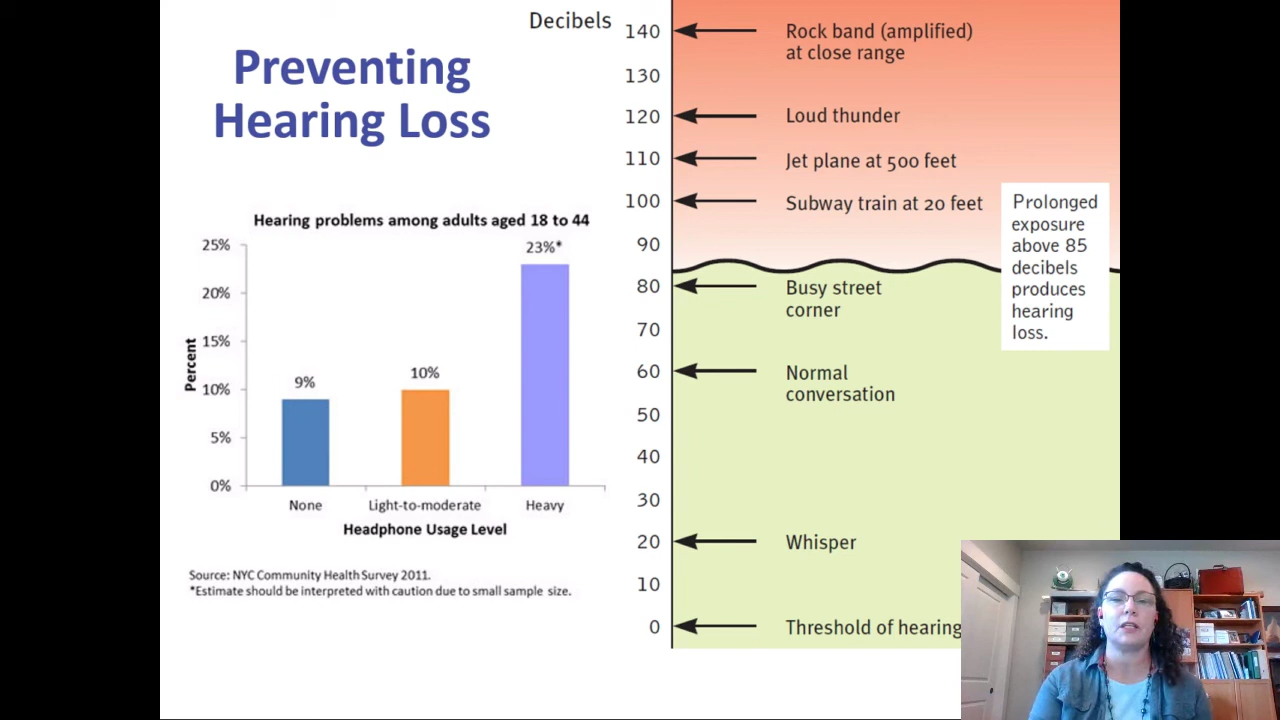 Preventing
Hearing Loss
Hearing problems among adults aged 18 to 44
25%
20%
15%
10%
5%
0%
Percent
9%
10%
23%*
None
Light-to-moderate
Heavy
Headphone Usage Level
Source: NYC Community Health Survey 2011.
*Estimate should be interpreted with caution due to small sample size.
Decibels
140
Rock band (amplified)
at close range
130
120
Loud thunder
110
Jet plane at 500 feet
100
Subway train at 20 feet
90
Prolonged
exposure
above 85
decibels
produces
hearing
loss.
80
Busy street
corner
70
60
Normal
conversation
50
40
30
20
Whisper
10
0
Threshold of hearing